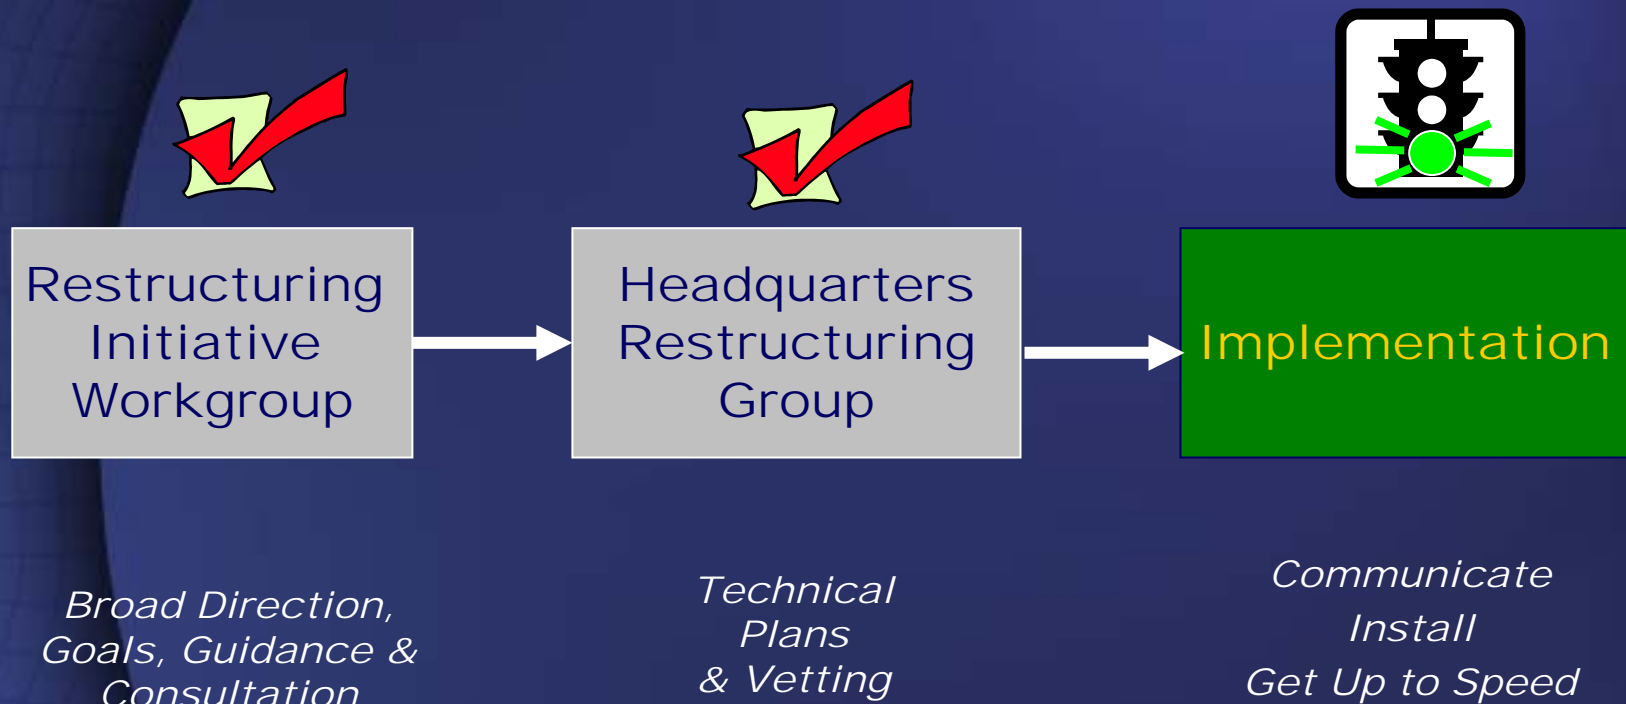 Restructuring
Initiative
Workgroup
Headquarters
Restructuring
Group
Implementation
Broad Direction,
Goals, Guidance &
Consultation
Technical
Plans
& Vetting
Communicate
Install
Get Up to Speed